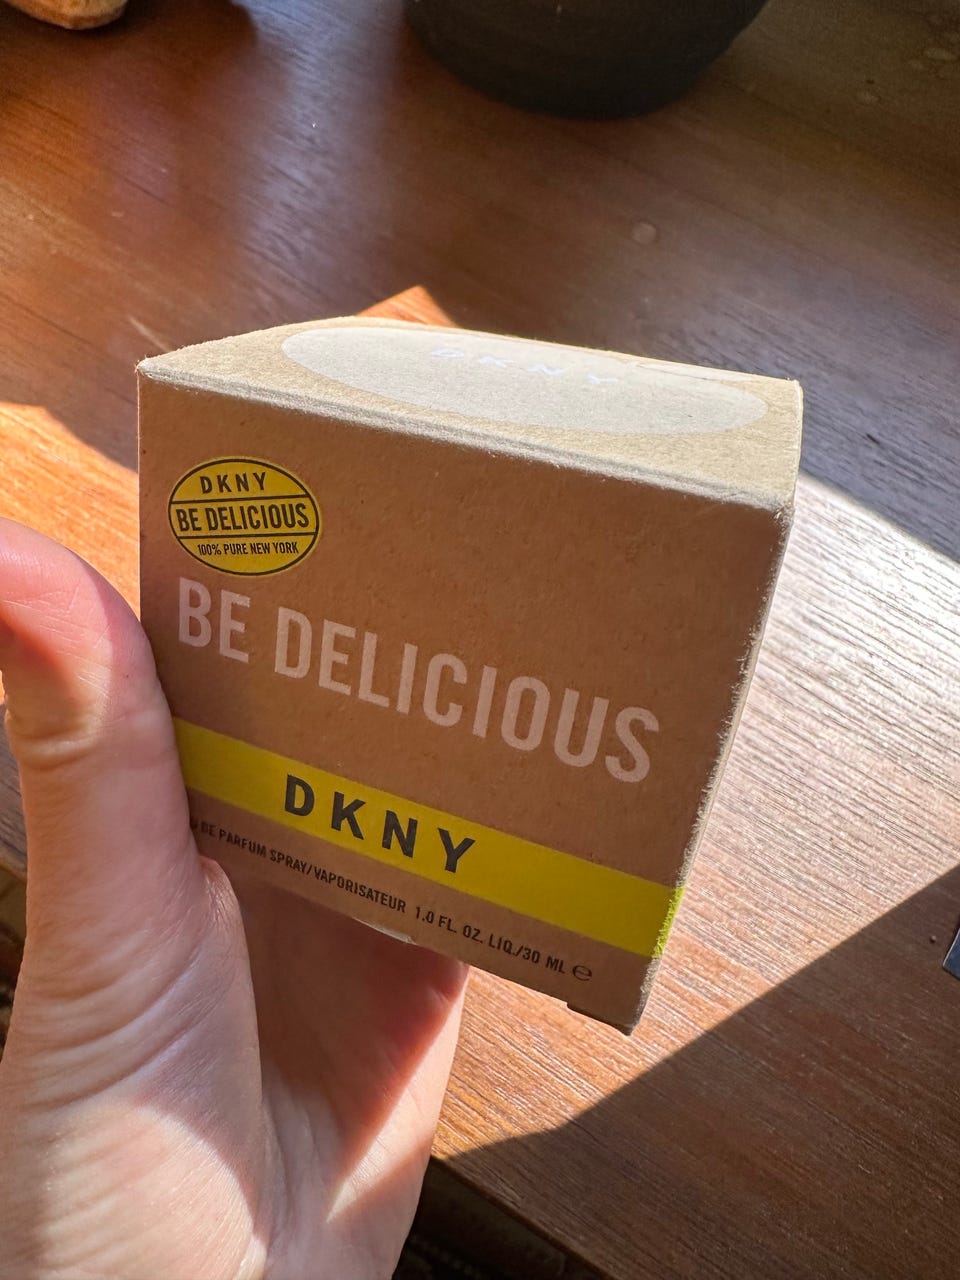 DKNY
DKNY
BE DELICIOUS
100% PURE NEW YORK
BE DELICIOUS
DKNY
DE PARFUM SPRAY/VAPORISATEUR 1.0 FL. OZ. LIQ./30 ML ℮